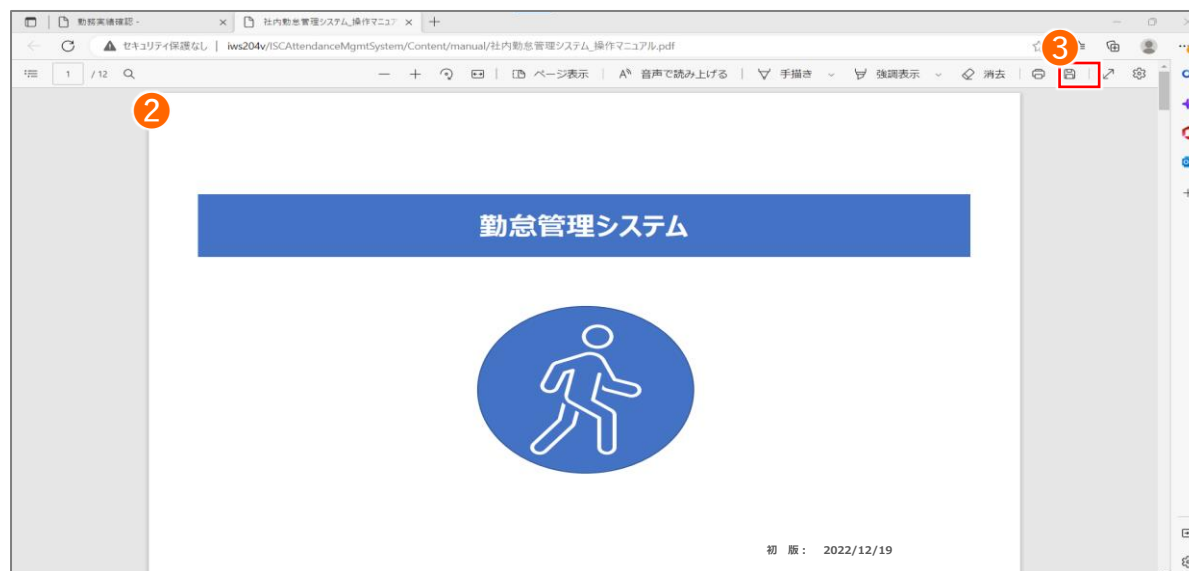 勤務実績確認 -
社内勤怠管理システム_操作マニュア
セキュリティ保護なし | iws204v/ISCAttendanceMgmtSystem/Content/manual/社内勤怠管理システム_操作マニュアル.pdf
3
1 / 12 ページ表示 A 音声で読み上げる 手描き 強調表示 消去
2
勤怠管理システム
初 版: 2022/12/19